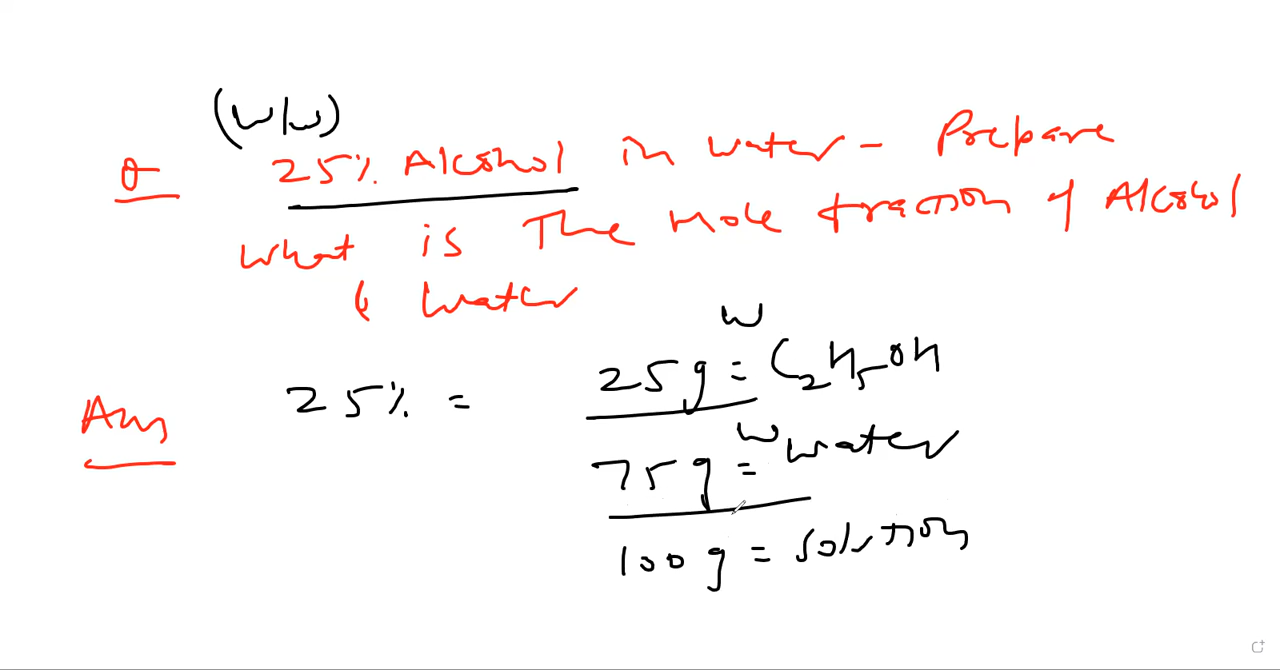 (W/W)
Q 25% Alcohol in water - Prepare
What is The Mole fraction of Alcohol
& water
W
Ans 25% = 25g = C2H5OH
W
75g = water
100g = solution